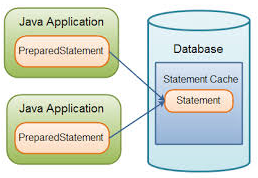 Java Application
PreparedStatement
Java Application
PreparedStatement
Database
Statement Cache
Statement